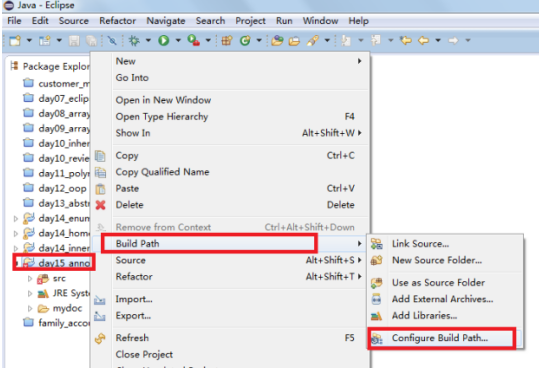 Java - Eclipse
File Edit Source Refactor Navigate Search Project Run Window Help
Package Explor
customer_m
day07_eclip
day08_array
day09_array
day10_inher
day10_revie
day11_polyr
day12_oop
day13_abstr
day14_enun
day14_hom
day14_inner
day15_anno
src
JRE Syst
mydoc
family_acco
New
Go Into
Open in New Window
Open Type Hierarchy F4
Show In Alt+Shift+W
Copy Ctrl+C
Copy Qualified Name
Paste Ctrl+V
Delete Delete
Remove from Context Ctrl+Alt+Shift+Down
Build Path
Source Alt+Shift+S
Refactor Alt+Shift+T
Import...
Export...
Refresh F5
Close Project
Link Source...
New Source Folder...
Use as Source Folder
Add External Archives...
Add Libraries...
Configure Build Path...